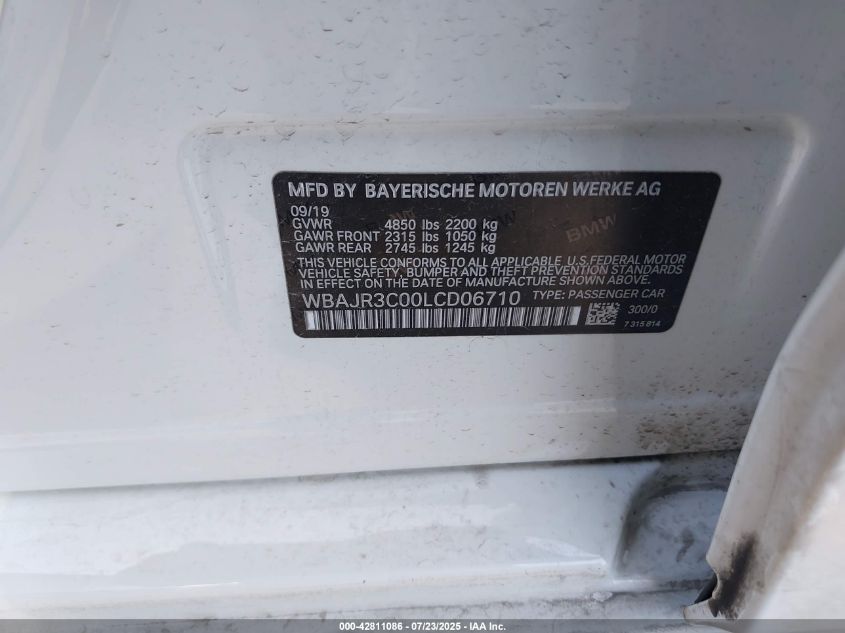 MFD BY BAYERISCHE MOTOREN WERKE AG
09/19
GVWR 4850 lbs 2200 kg
GAWR FRONT 2315 lbs 1050 kg
GAWR REAR 2745 lbs 1245 kg
BMW
THIS VEHICLE CONFORMS TO ALL APPLICABLE U.S.FEDERAL MOTOR
VEHICLE SAFETY, BUMPER AND THEFT PREVENTION STANDARDS
IN EFFECT ON THE DATE OF MANUFACTURE SHOWN ABOVE.
WBAJR3C00LCD06710 TYPE: PASSENGER CAR
300/0
7 315 814
000-42811086 - 07/23/2025 - IAA Inc.